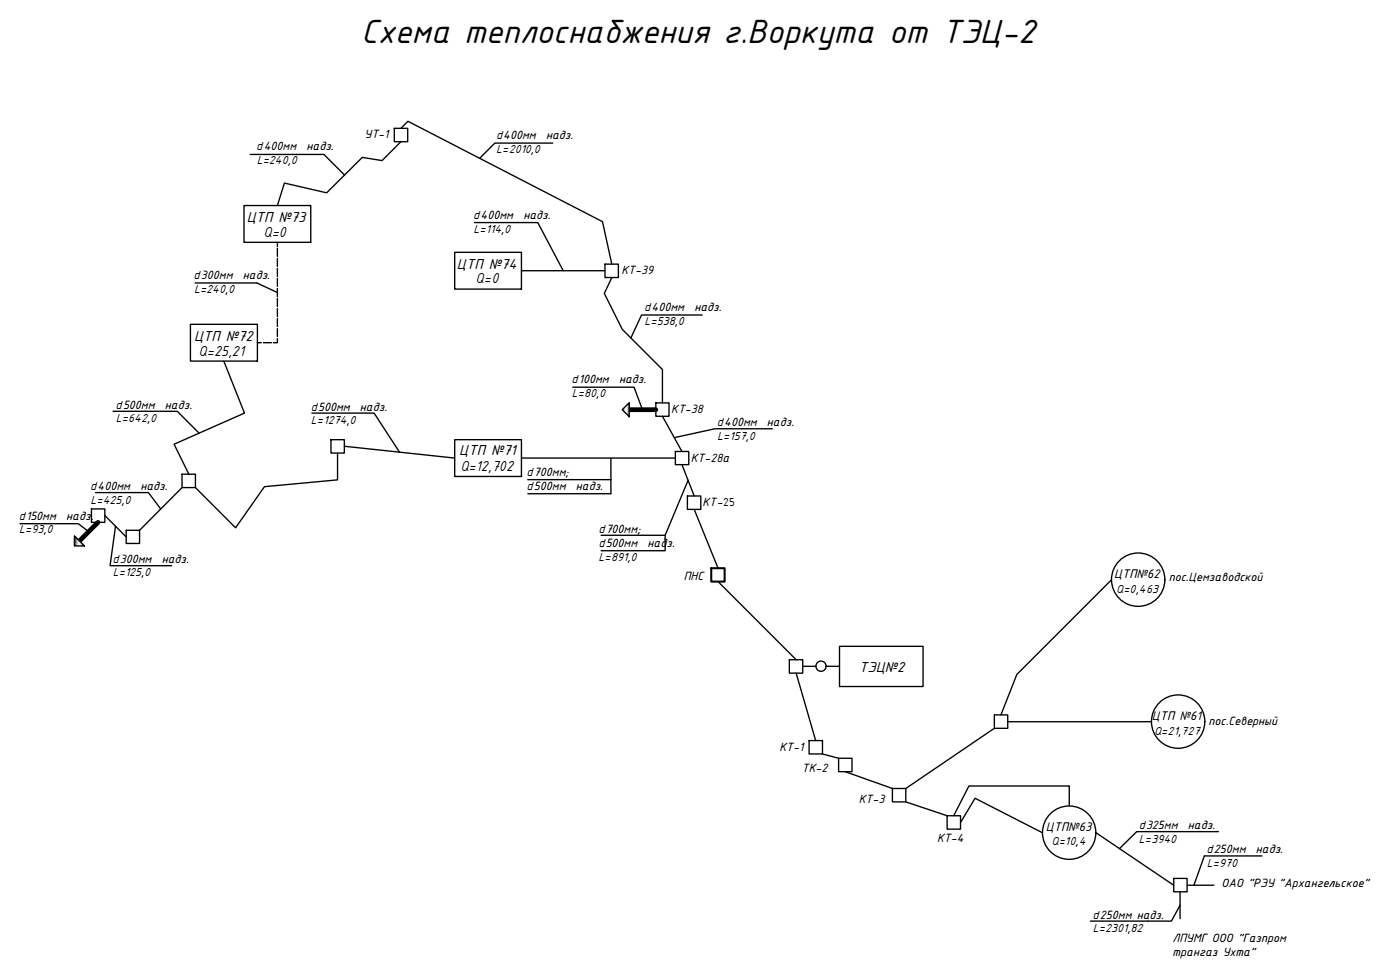 Схема теплоснабжения г.Воркута от ТЭЦ-2
УТ-1
d400мм надз.
L=2010,0
d400мм надз.
L=240,0
ЦТП №73
Q=0
d400мм надз.
L=114,0
ЦТП №74
Q=0
КТ-39
d300мм надз.
L=240,0
d400мм надз.
L=538,0
ЦТП №72
Q=25,21
d100мм надз.
L=80,0
КТ-38
d500мм надз.
L=642,0
d500мм надз.
L=1274,0
d400мм надз.
L=157,0
ЦТП №71
Q=12,702
КТ-28а
d700мм;
d500мм надз.
d400мм надз.
L=425,0
КТ-25
d150мм надз.
L=93,0
d700мм;
d500мм надз.
L=891,0
d300мм надз.
L=125,0
ПНС
ЦТП№62
Q=0,463
пос.Цемзаводской
ТЭЦ№2
ЦТП №61
Q=21,727
пос.Северный
КТ-1
ТК-2
КТ-3
КТ-4
ЦТП№63
Q=10,4
d325мм надз.
L=3940
d250мм надз.
L=970
ОАО "РЭУ "Архангельское"
d250мм надз.
L=2301,82
ЛПУМГ ООО "Газпром
трангаз Ухта"